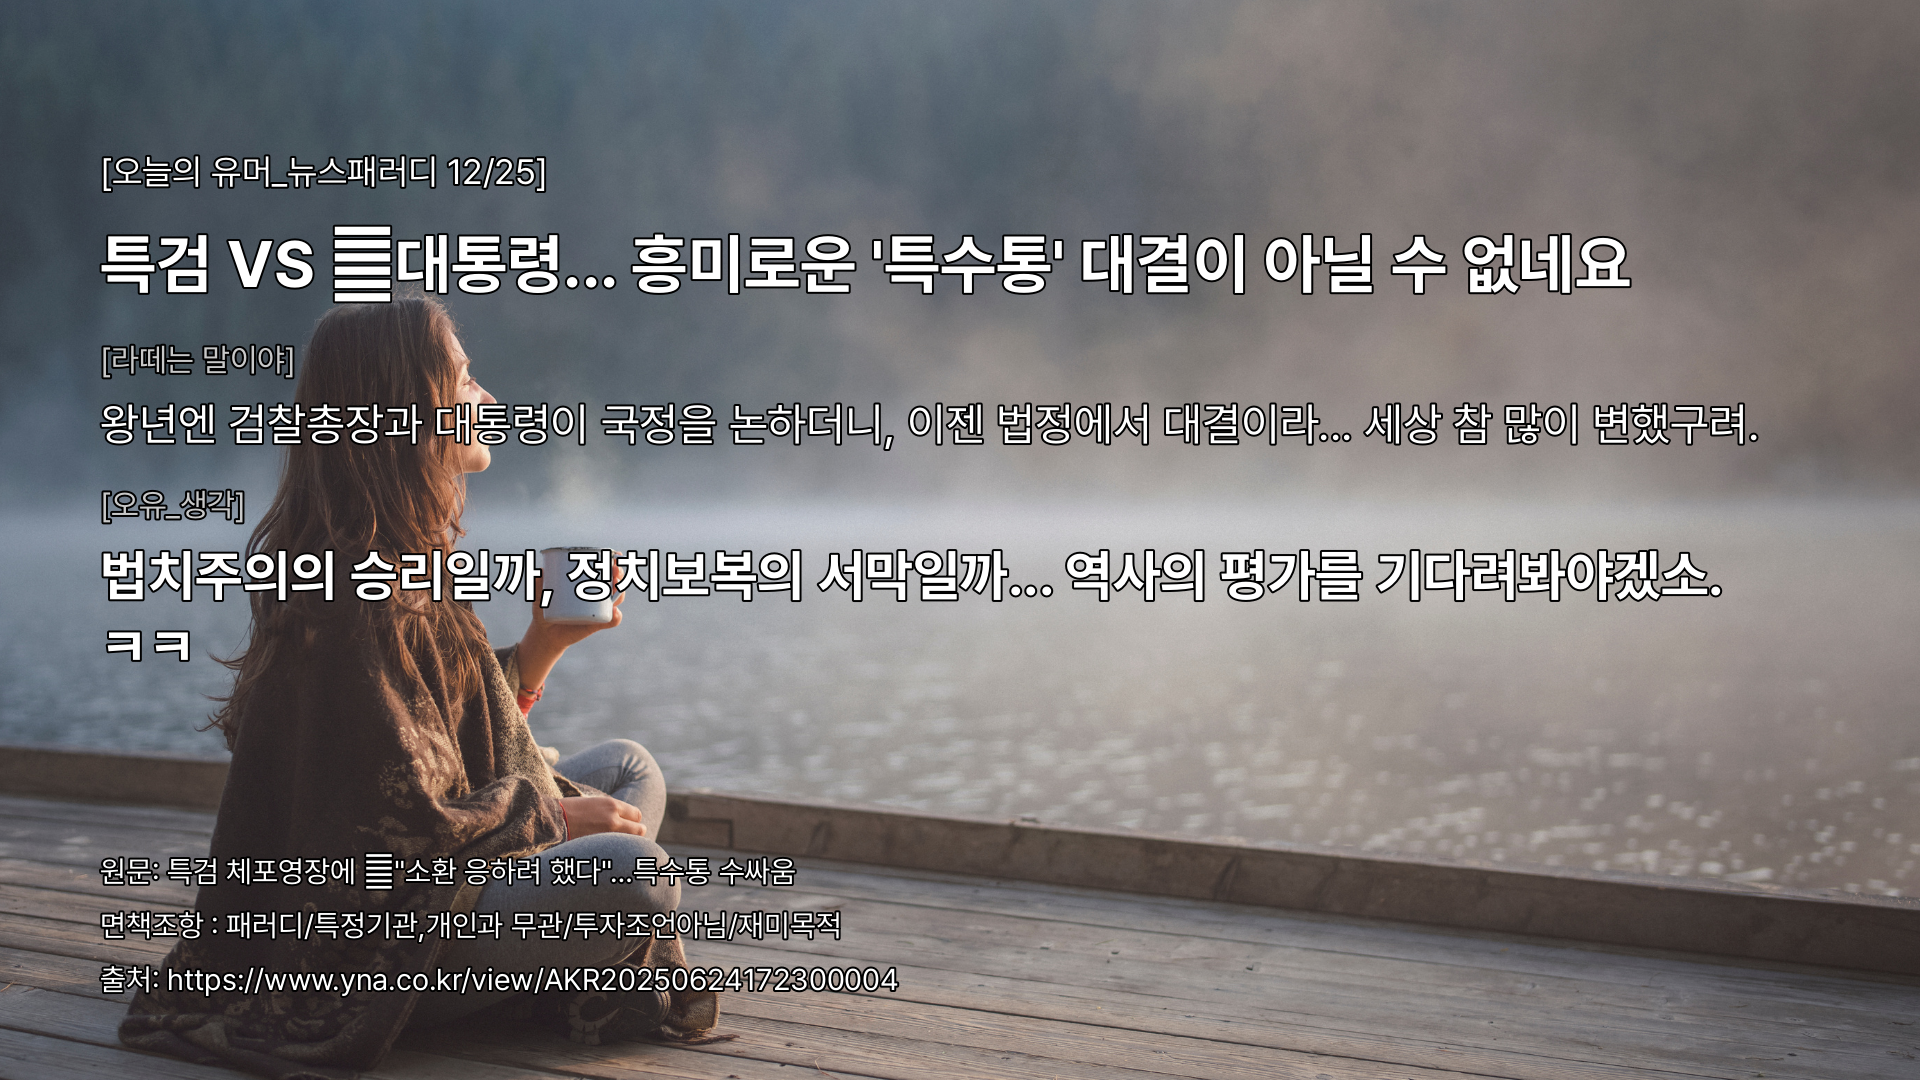 [오늘의 유머_뉴스패러디 12/25]
특검 VS 대통령... 흥미로운 '특수통' 대결이 아닐 수 없네요
[라떼는 말이야]
왕년엔 검찰총장과 대통령이 국정을 논하더니, 이젠 법정에서 대결이라... 세상 참 많이 변했구려.
[오유_생각]
법치주의의 승리일까, 정치보복의 서막일까... 역사의 평가를 기다려봐야겠소.
ㅋㅋ
원문: 특검 체포영장에 "소환 응하려 했다"...특수통 수싸움
면책조항 : 패러디/특정기관,개인과 무관/투자조언아님/재미목적
출처: https://www.yna.co.kr/view/AKR20250624172300004